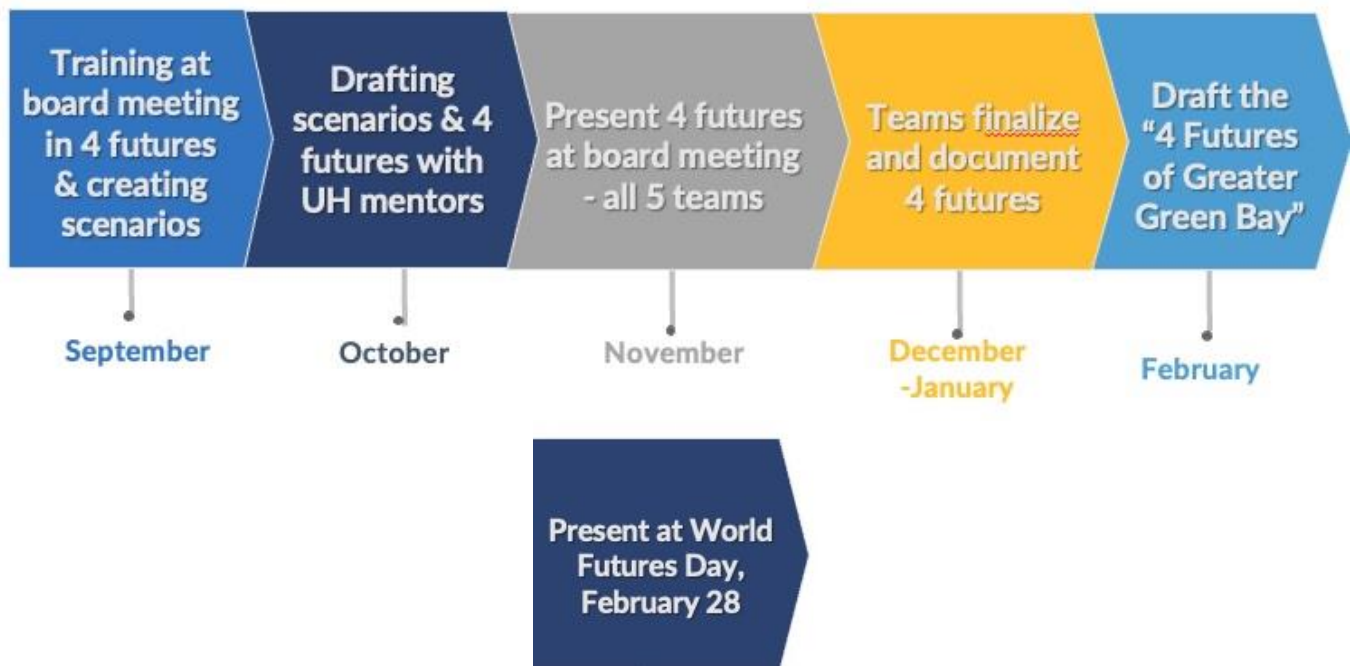 Training at
board meeting
in 4 futures
& creating
scenarios
Drafting
scenarios & 4
futures with
UH mentors
Present 4 futures
at board meeting
- all 5 teams
Teams finalize
and document
4 futures
Draft the
“4 Futures
of Greater
Green Bay”
September
October
November
December
-January
February
Present at World
Futures Day,
February 28